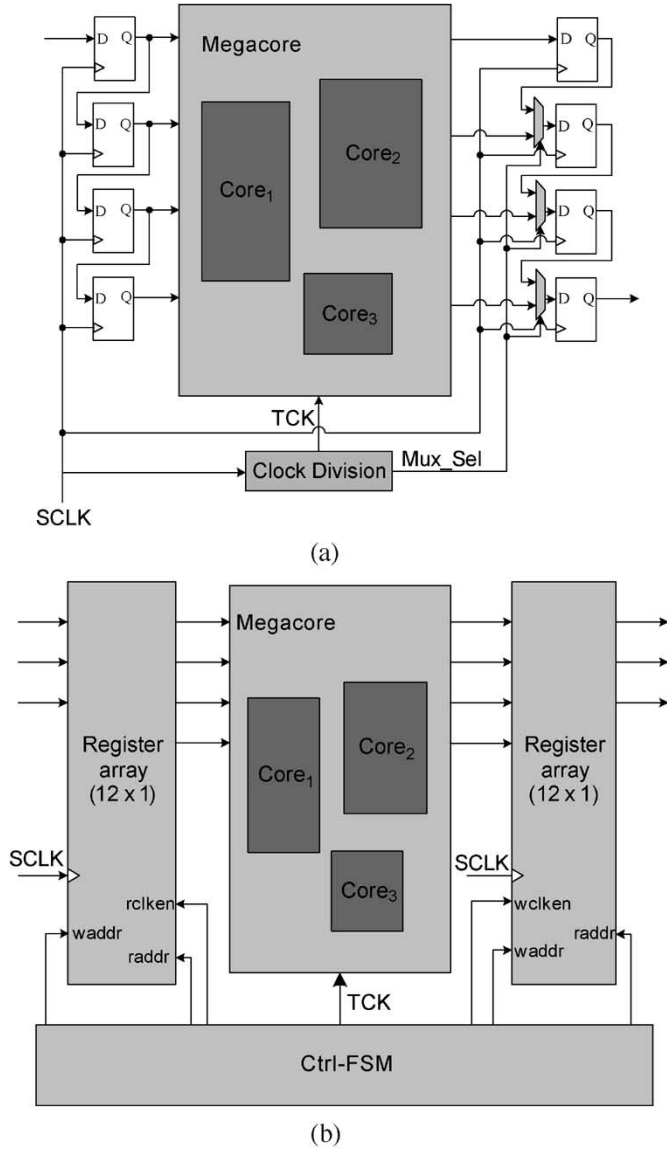 D Q
Megacore
D Q
D Q
D Q
Core₂
D Q
Core₁
D Q
D Q
D Q
Core₃
TCK
Clock Division
Mux_Sel
SCLK
(a)
Megacore
Register
array
(12 x 1)
Core₁
Core₂
Register
array
(12 x 1)
SCLK
SCLK
Core₃
rclken
wclken
waddr
raddr
raddr
waddr
TCK
Ctrl-FSM
(b)